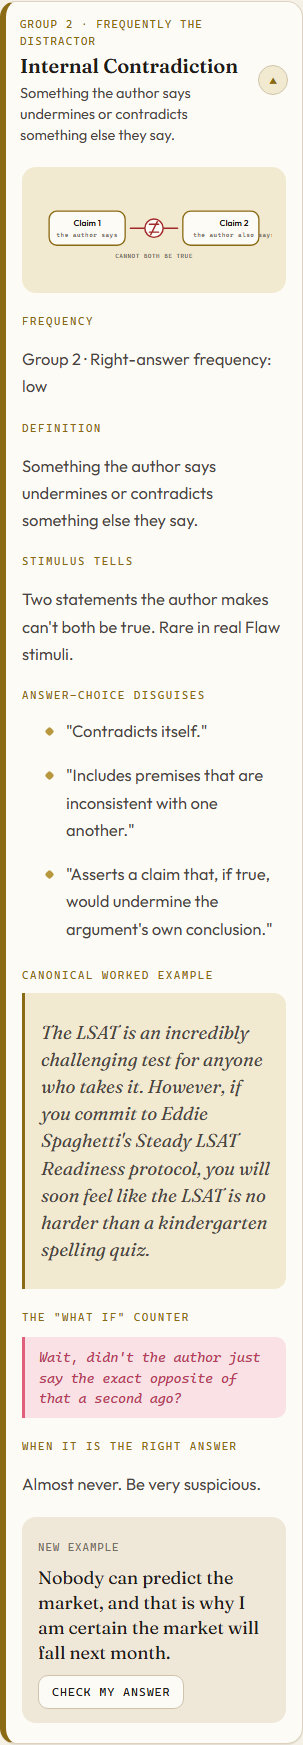 GROUP 2 · FREQUENTLY THE
DISTRACTOR
Internal Contradiction
Something the author says
undermines or contradicts
something else they say.
Claim 1
the author says
≠
Claim 2
the author also says
CANNOT BOTH BE TRUE
FREQUENCY
Group 2 · Right-answer frequency:
low
DEFINITION
Something the author says
undermines or contradicts
something else they say.
STIMULUS TELLS
Two statements the author makes
can't both be true. Rare in real Flaw
stimuli.
ANSWER-CHOICE DISGUISES
"Contradicts itself."
"Includes premises that are
inconsistent with one
another."
"Asserts a claim that, if true,
would undermine the
argument's own conclusion."
CANONICAL WORKED EXAMPLE
The LSAT is an incredibly
challenging test for anyone
who takes it. However, if
you commit to Eddie
Spaghetti's Steady LSAT
Readiness protocol, you will
soon feel like the LSAT is no
harder than a kindergarten
spelling quiz.
THE "WHAT IF" COUNTER
Wait, didn't the author just
say the exact opposite of
that a second ago?
WHEN IT IS THE RIGHT ANSWER
Almost never. Be very suspicious.
NEW EXAMPLE
Nobody can predict the
market, and that is why I
am certain the market will
fall next month.
CHECK MY ANSWER